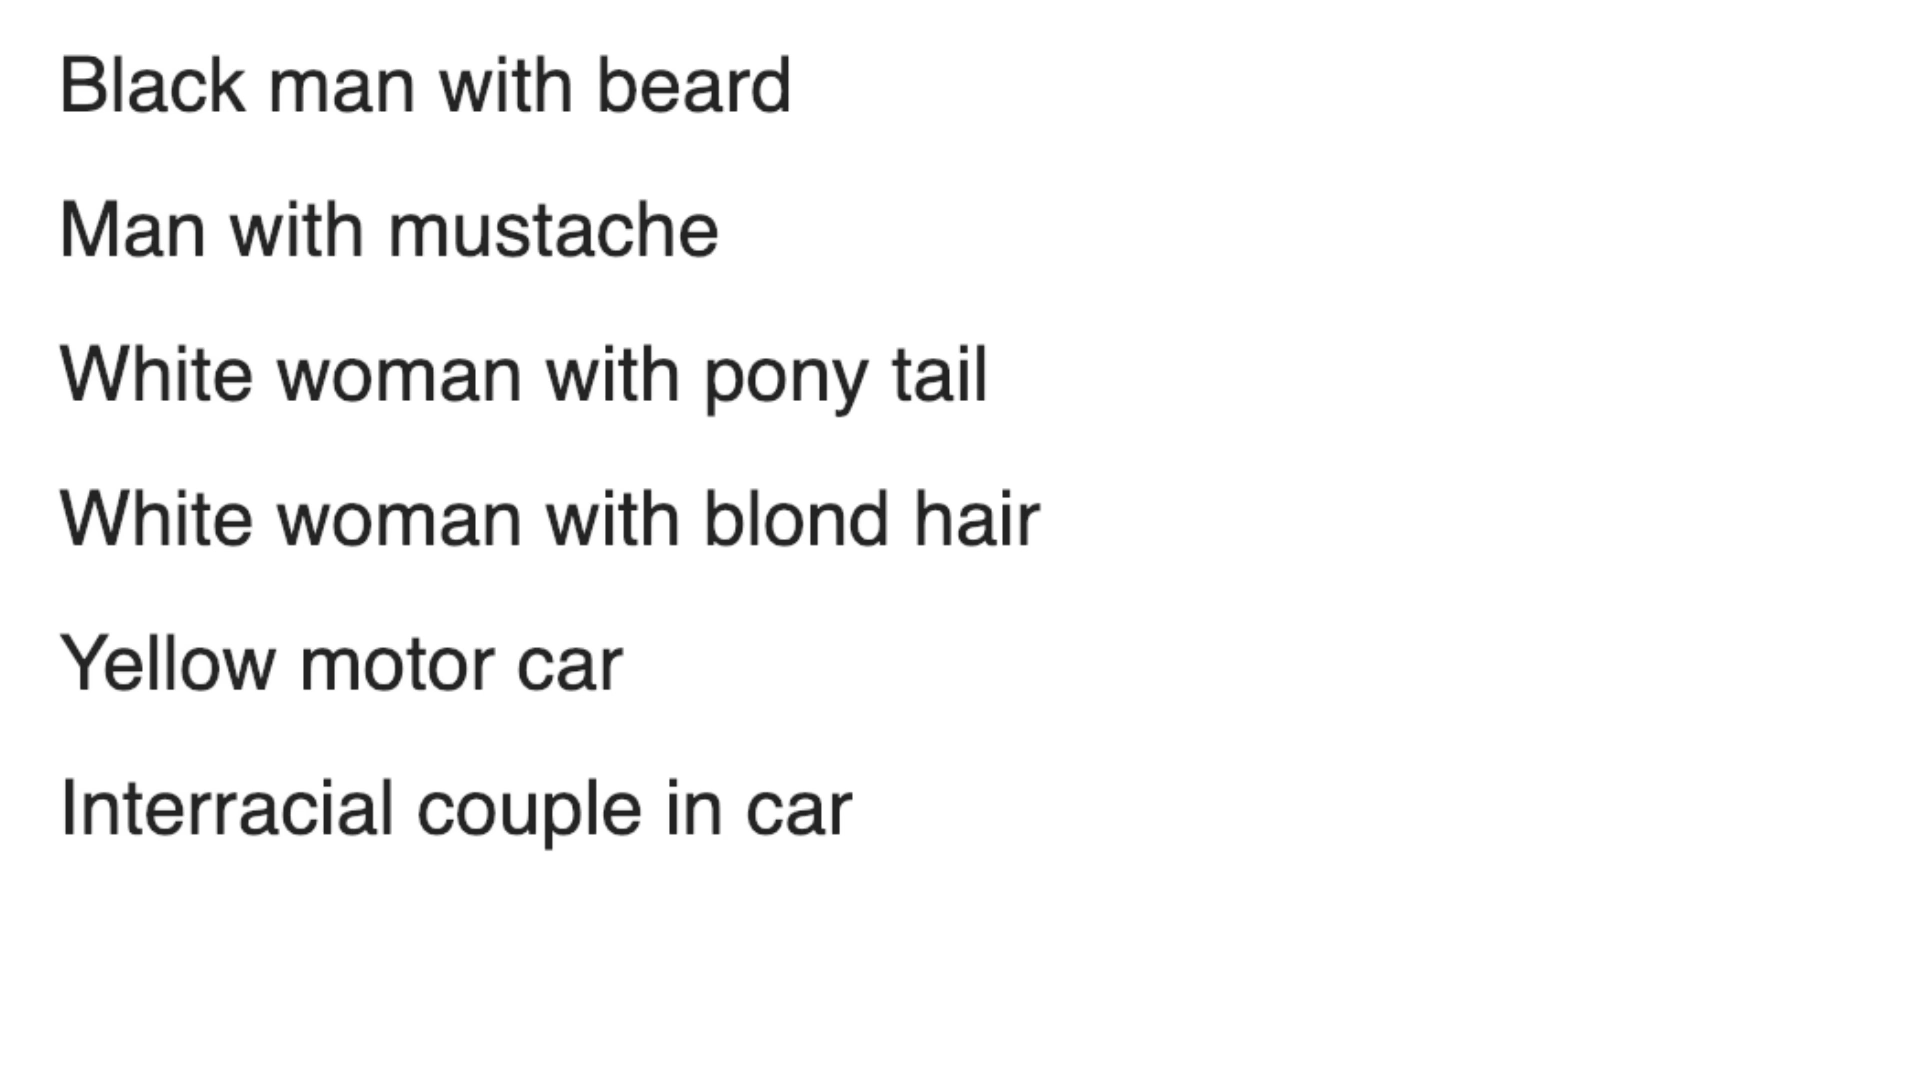 Black man with beard
Man with mustache
White woman with pony tail
White woman with blond hair
Yellow motor car
Interracial couple in car